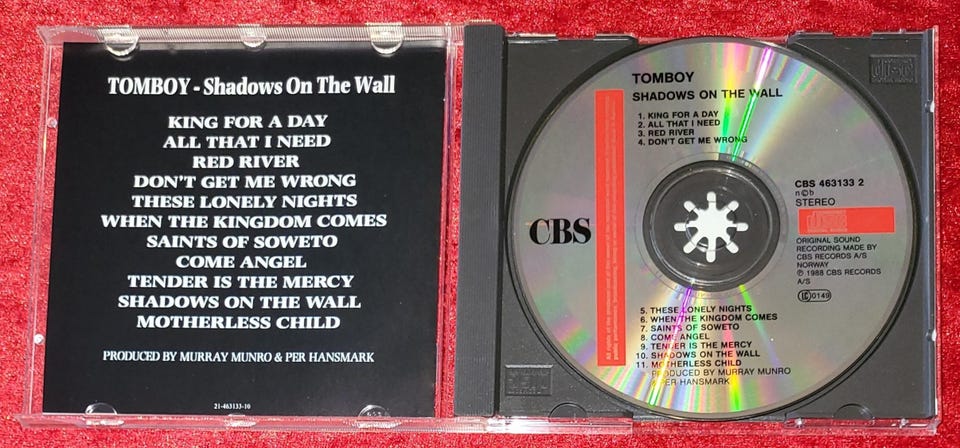 TOMBOY - Shadows On The Wall
KING FOR A DAY
ALL THAT I NEED
RED RIVER
DON'T GET ME WRONG
THESE LONELY NIGHTS
WHEN THE KINGDOM COMES
SAINTS OF SOWETO
COME ANGEL
TENDER IS THE MERCY
SHADOWS ON THE WALL
MOTHERLESS CHILD
PRODUCED BY MURRAY MUNRO & PER HANSMARK
21-463133-10
TOMBOY
SHADOWS ON THE WALL
1. KING FOR A DAY
2. ALL THAT I NEED
3. RED RIVER
4. DON'T GET ME WRONG
CBS
CBS 463133 2
n©b
STEREO
ORIGINAL SOUND
RECORDING MADE BY
CBS RECORDS A/S
NORWAY
℗ 1988 CBS RECORDS
A/S
LC 0149
5. THESE LONELY NIGHTS
6. WHEN THE KINGDOM COMES
7. SAINTS OF SOWETO
8. COME ANGEL
9. TENDER IS THE MERCY
10. SHADOWS ON THE WALL
11. MOTHERLESS CHILD
PRODUCED BY MURRAY MUNRO
& PER HANSMARK